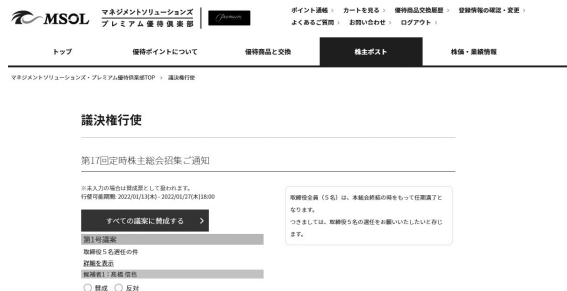 MSOL
マネジメントソリューションズ
プレミアム優待倶楽部
Premium
ポイント通帳 › カートを見る › 優待商品交換履歴 › 登録情報の確認・変更 ›
よくあるご質問 › お問い合わせ › ログアウト ›
トップ 優待ポイントについて 優待商品と交換 株主ポスト 株価・業績情報
マネジメントソリューションズ・プレミアム優待倶楽部TOP › 議決権行使
議決権行使
第17回定時株主総会招集ご通知
※未入力の場合は賛成票として扱われます。
行使可能期間: 2022/01/13(木) - 2022/01/27(木)18:00
すべての議案に賛成する ›
第1号議案
取締役5名選任の件
詳細を表示
候補者1：髙橋 信也
賛成 反対
取締役全員（5名）は、本総会終結の時をもって任期満了と
なります。
つきましては、取締役5名の選任をお願いいたしたいと存じ
ます。